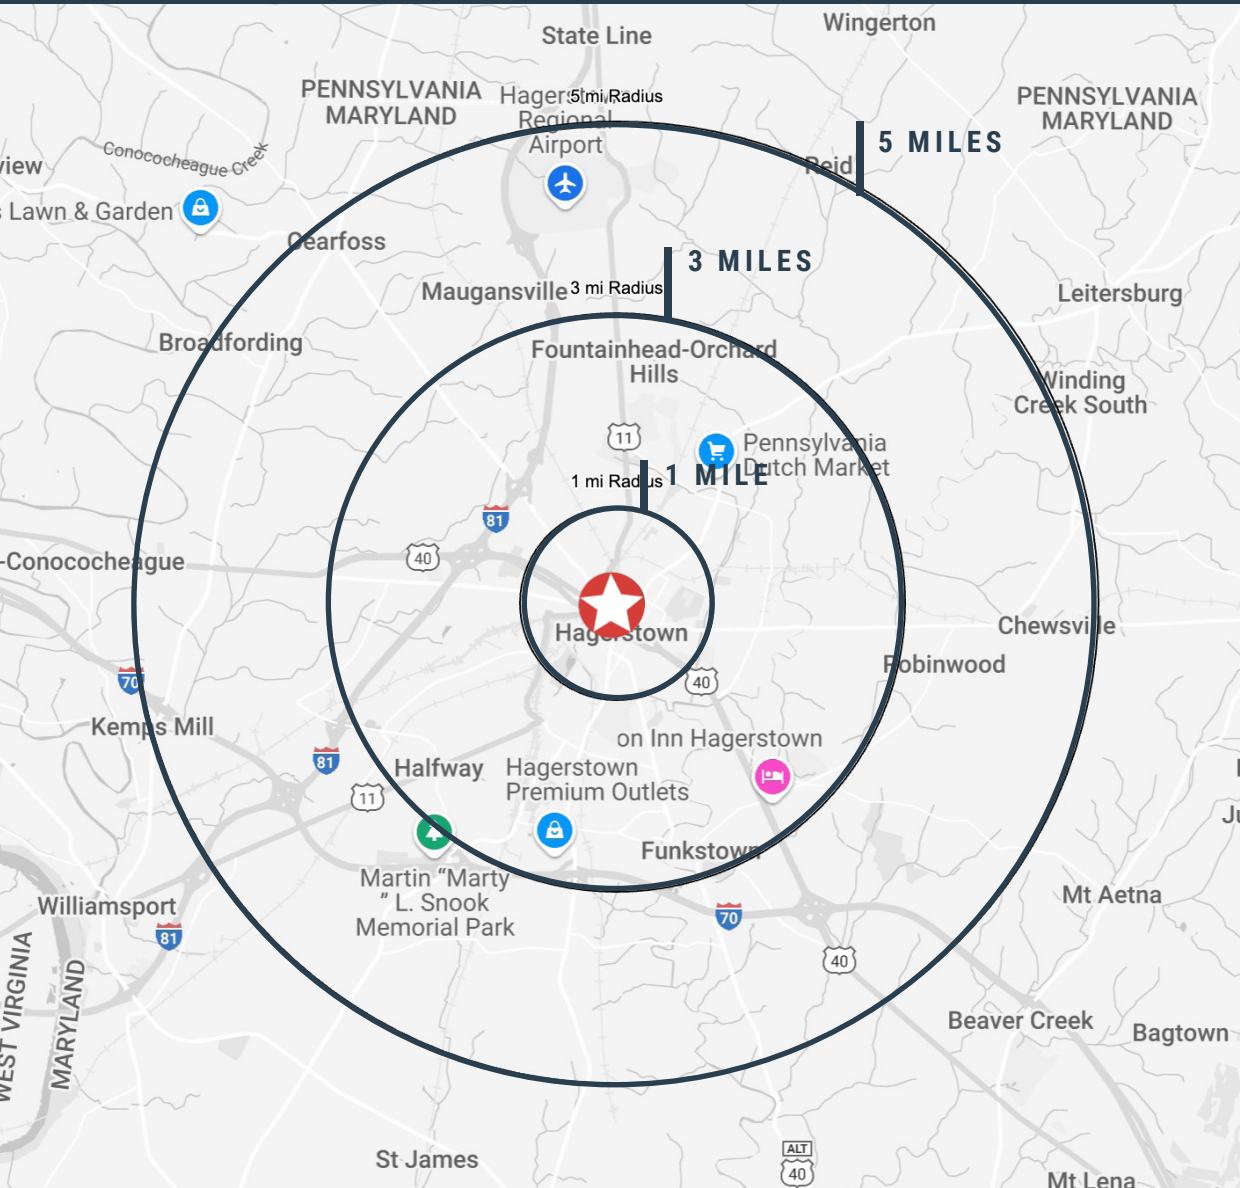 State Line
Wingerton
PENNSYLVANIA
MARYLAND
5 mi Radius
Regional
Airport
PENNSYLVANIA
MARYLAND
5 MILES
Conococheague Creek
view
Reid
s Lawn & Garden
Cearfoss
3 MILES
Maugansville
3 mi Radius
Leitersburg
Broadfording
Fountainhead-Orchard
Hills
Winding
Creek South
11
Pennsylvania
Dutch Market
1 mi Radius
1 MILE
81
40
-Conococheague
Hagerstown
Chewsville
Robinwood
70
40
Kemps Mill
on Inn Hagerstown
81
Halfway
Hagerstown
Premium Outlets
11
Funkstown
Martin “Marty
” L. Snook
Memorial Park
Mt Aetna
Williamsport
70
81
40
WEST VIRGINIA
MARYLAND
Beaver Creek
Bagtown
St James
ALT
40
Mt Lena